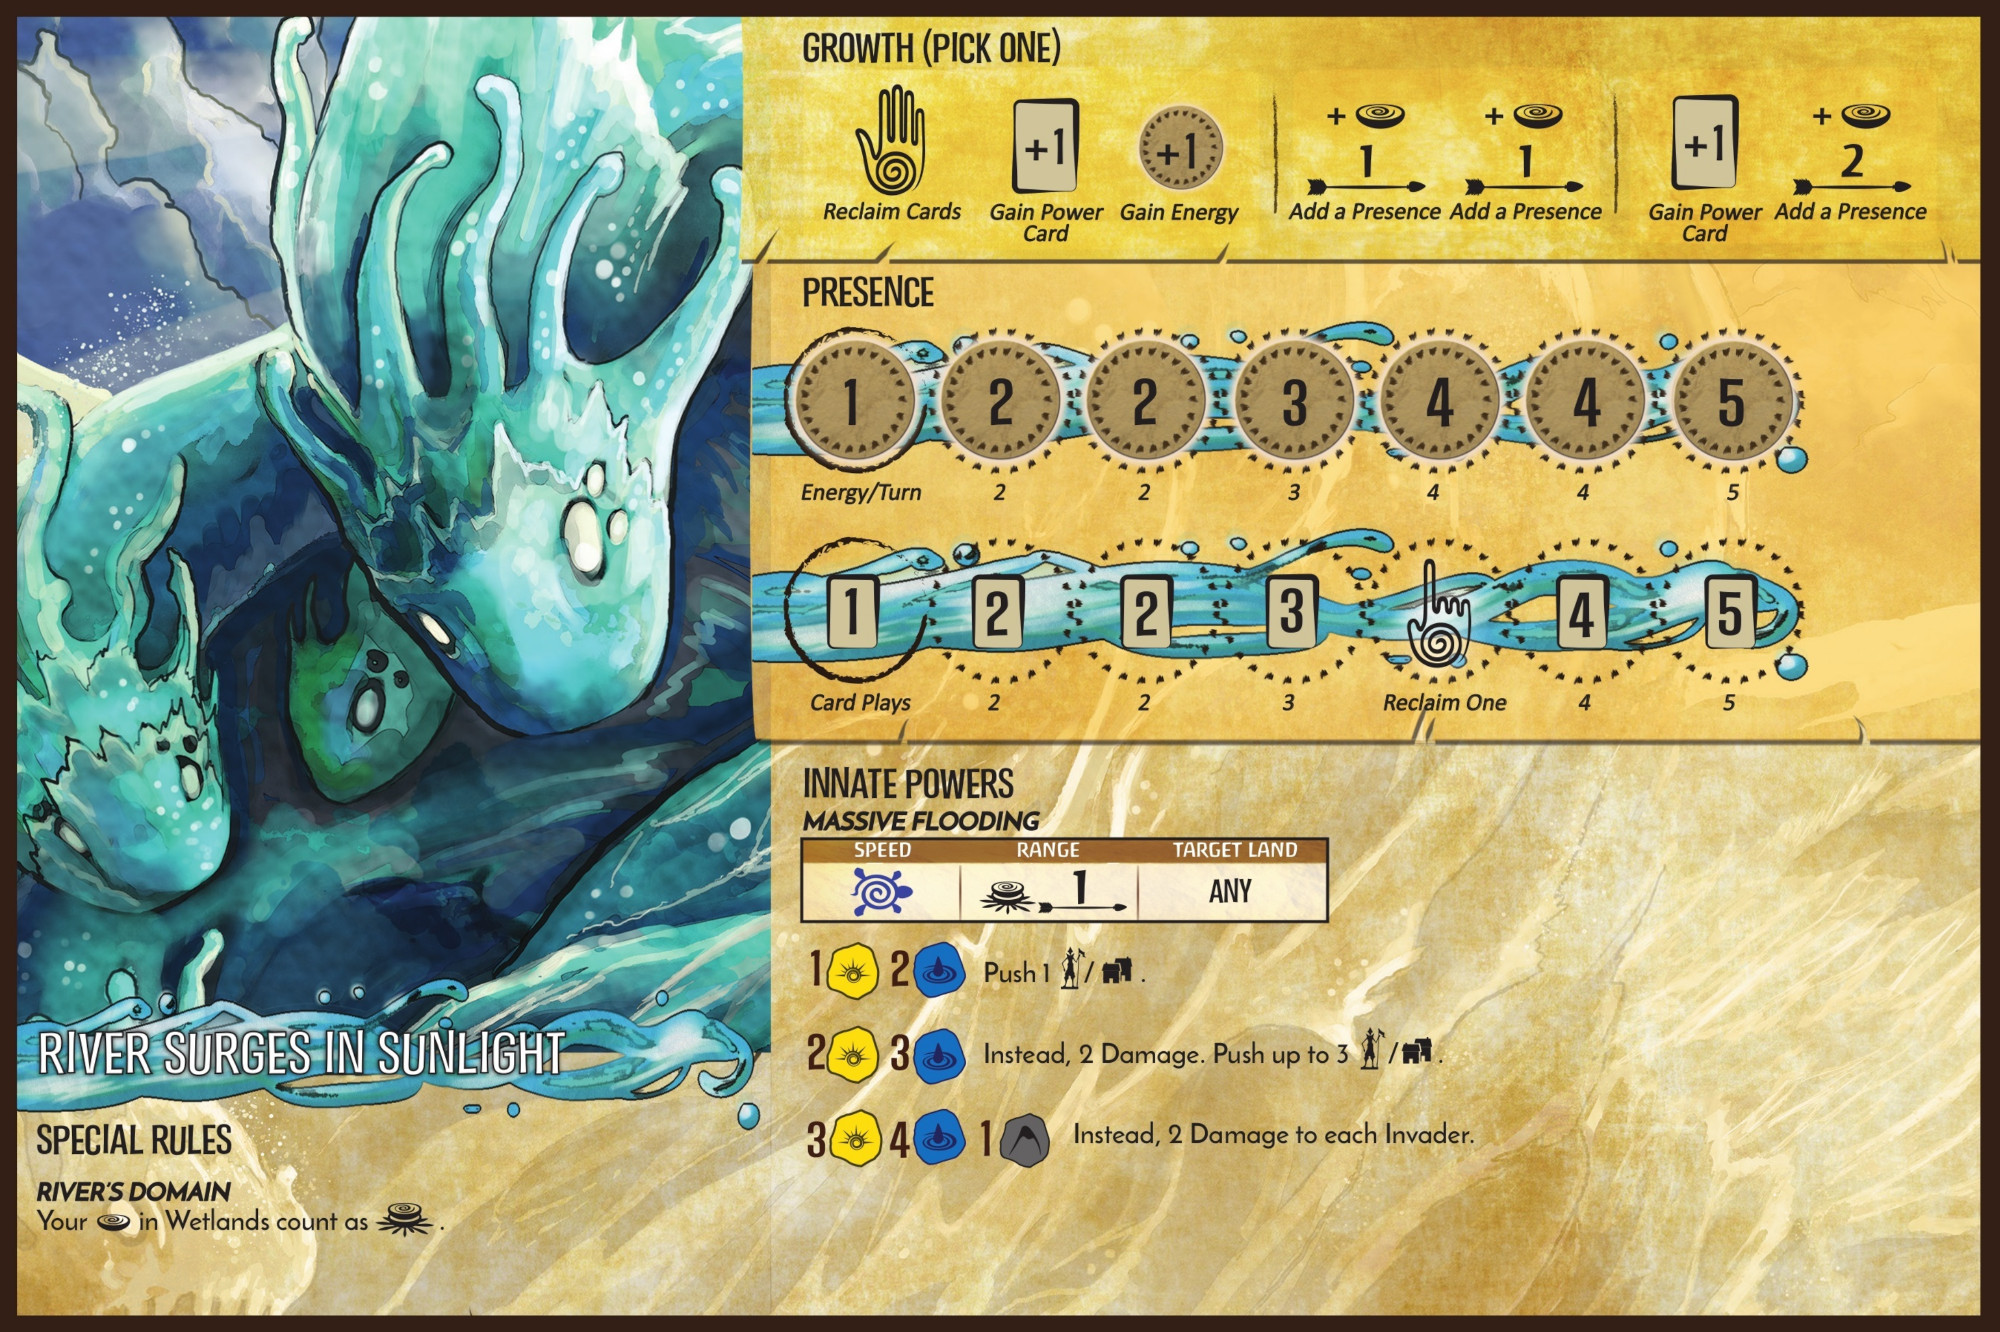 GROWTH (PICK ONE)
+1 +1 + 1 + 1 +1 + 2
Reclaim Cards Gain Power Card Gain Energy Add a Presence Add a Presence Gain Power Card Add a Presence
PRESENCE
1 2 2 3 4 4 5
Energy/Turn 2 2 3 4 4 5
1 2 2 3 4 5
Card Plays 2 2 3 Reclaim One 4 5
INNATE POWERS
MASSIVE FLOODING
SPEED RANGE TARGET LAND
1 ANY
1 2 Push 1 / .
2 3 Instead, 2 Damage. Push up to 3 / .
3 4 1 Instead, 2 Damage to each Invader.
RIVER SURGES IN SUNLIGHT
SPECIAL RULES
RIVER'S DOMAIN
Your in Wetlands count as .